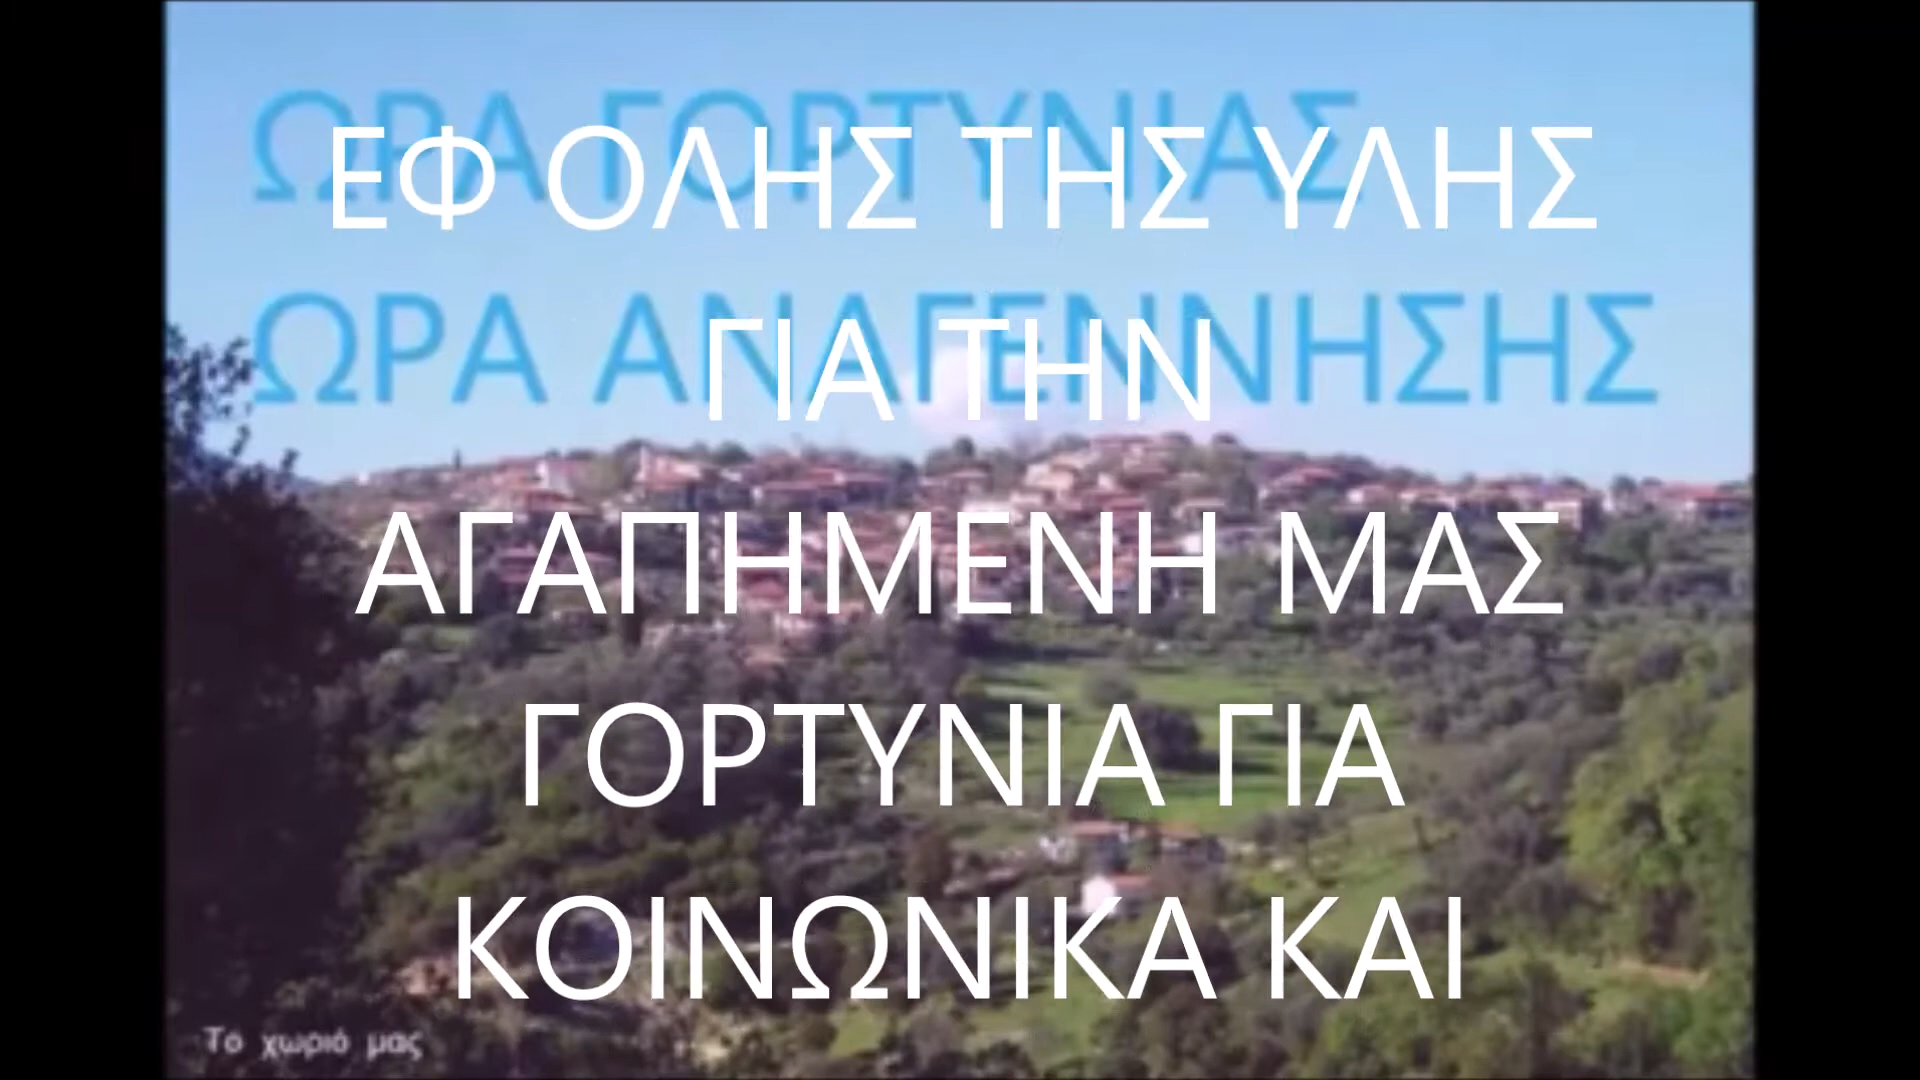 ΩΡΑ ΓΟΡΤΥΝΙΑΣ
ΕΦ ΟΛΗΣ ΤΗΣ ΥΛΗΣ
ΩΡΑ ΑΝΑΓΕΝΝΗΣΗΣ
ΓΙΑ ΤΗΝ
ΑΓΑΠΗΜΕΝΗ ΜΑΣ
ΓΟΡΤΥΝΙΑ ΓΙΑ
ΚΟΙΝΩΝΙΚΑ ΚΑΙ
Το χωριό μας